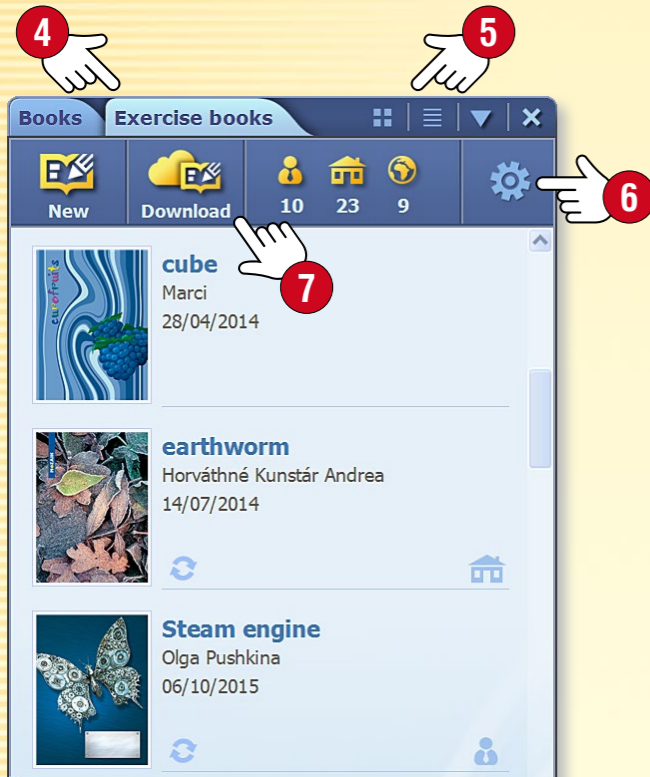 4
5
Books Exercise books
6
New Download 10 23 9
7
cube
Marci
28/04/2014
earthworm
Horváthné Kunstár Andrea
14/07/2014
Steam engine
Olga Pushkina
06/10/2015